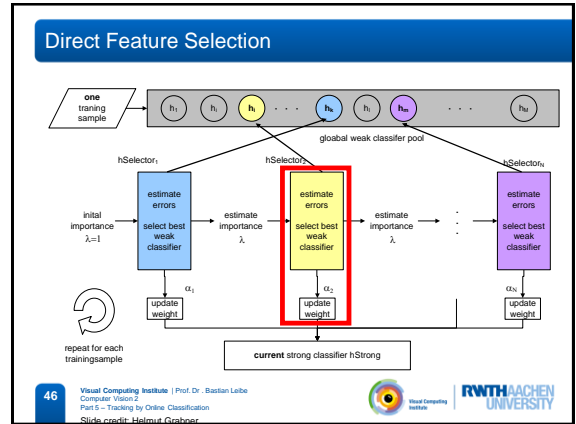 Direct Feature Selection
one
traning
sample
h1 hi hi · · · hk hi hm · · · hM
gloabal weak classifer pool
hSelector1
hSelector2
hSelectorN
estimate
errors
select best
weak
classifier
estimate
errors
select best
weak
classifier
estimate
errors
select best
weak
classifier
inital
importance
λ=1
estimate
importance
λ
estimate
importance
λ
. . .
α1
α2
αN
update
weight
update
weight
update
weight
repeat for each
trainingsample
current strong classifier hStrong
46
Visual Computing Institute | Prof. Dr . Bastian Leibe
Computer Vision 2
Part 5 – Tracking by Online Classification
Slide credit: Helmut Grabner
Visual Computing
Institute
RWTHAACHEN
UNIVERSITY